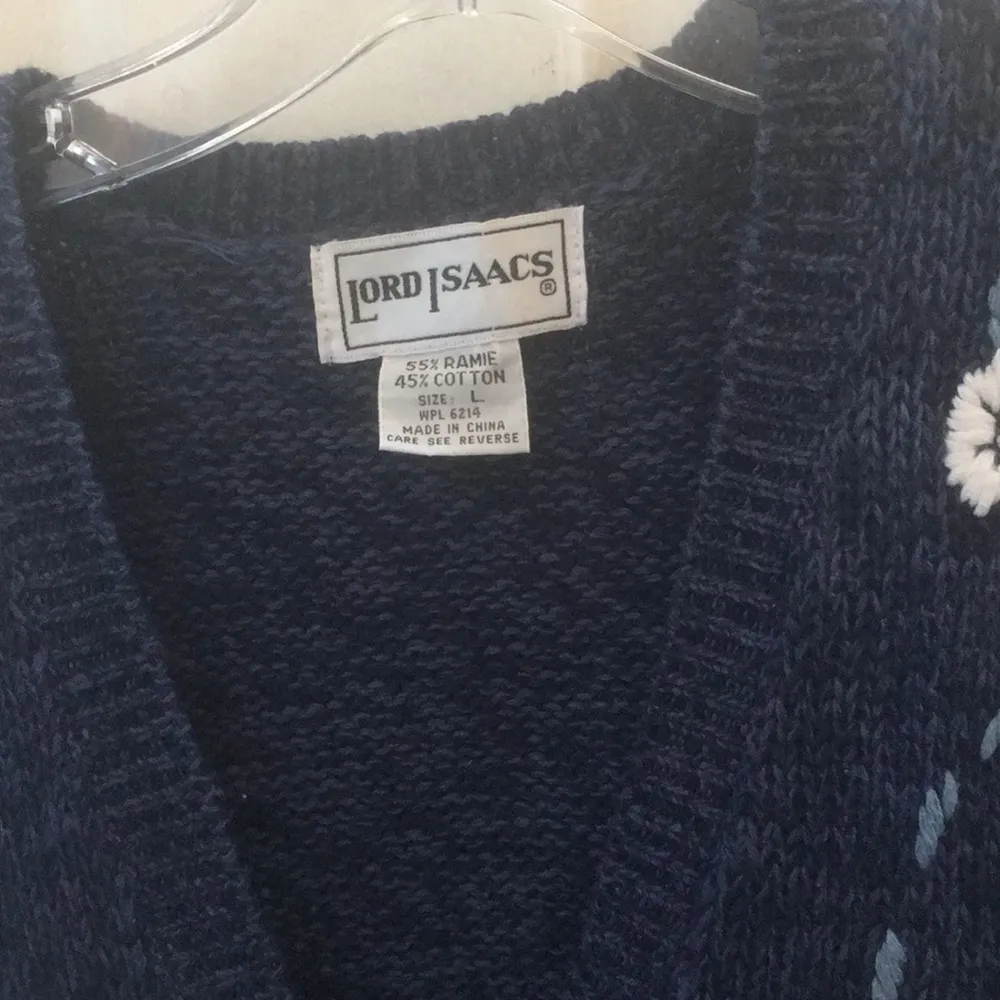 LORD ISAACS ®
55% RAMIE
45% COTTON
SIZE: L
WPL 6214
MADE IN CHINA
CARE SEE REVERSE